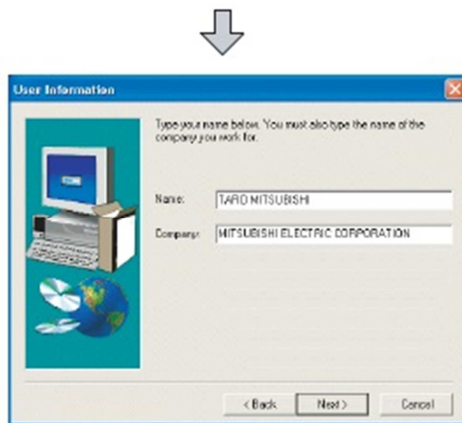 User Information
Type your name below. You must also type the name of the
company you work for.
Name: TARO MITSUBISHI
Company: MITSUBISHI ELECTRIC CORPORATION
< Back Next > Cancel